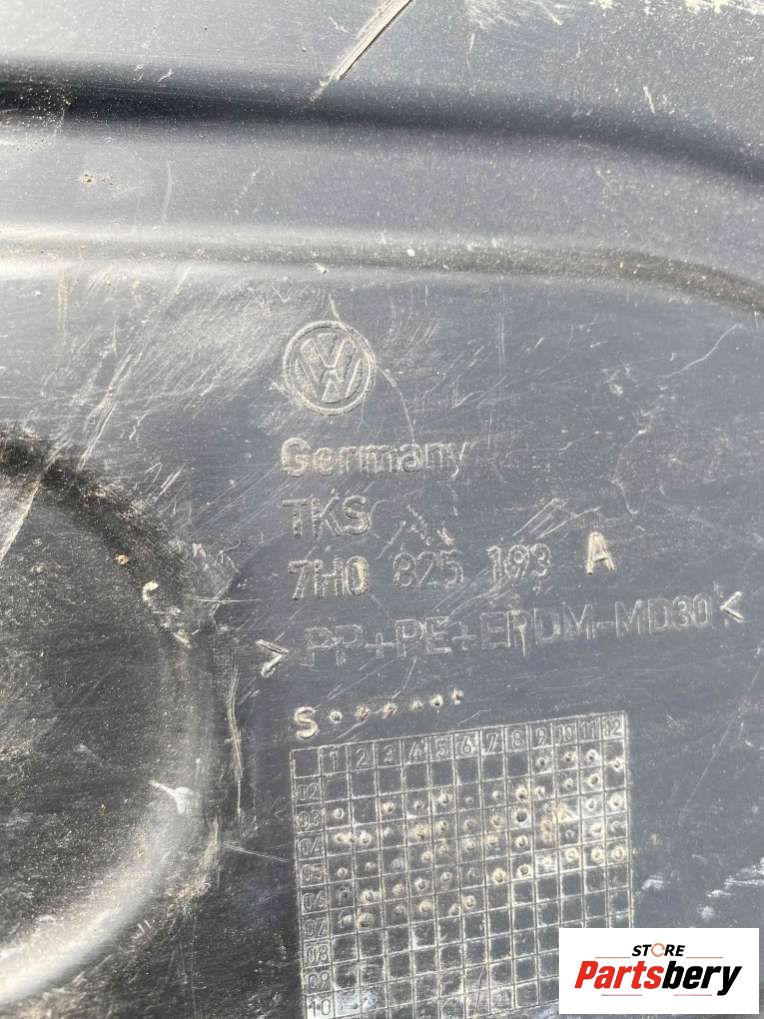 VW
Germany
TKS
7H0 825 193 A
>PP+PE+EPDM-MD30<
S
1 2 3 4 5 6 7 8 9 10 11 12
02
03
04
05
06
07
08
09
10
STORE
Partsbery